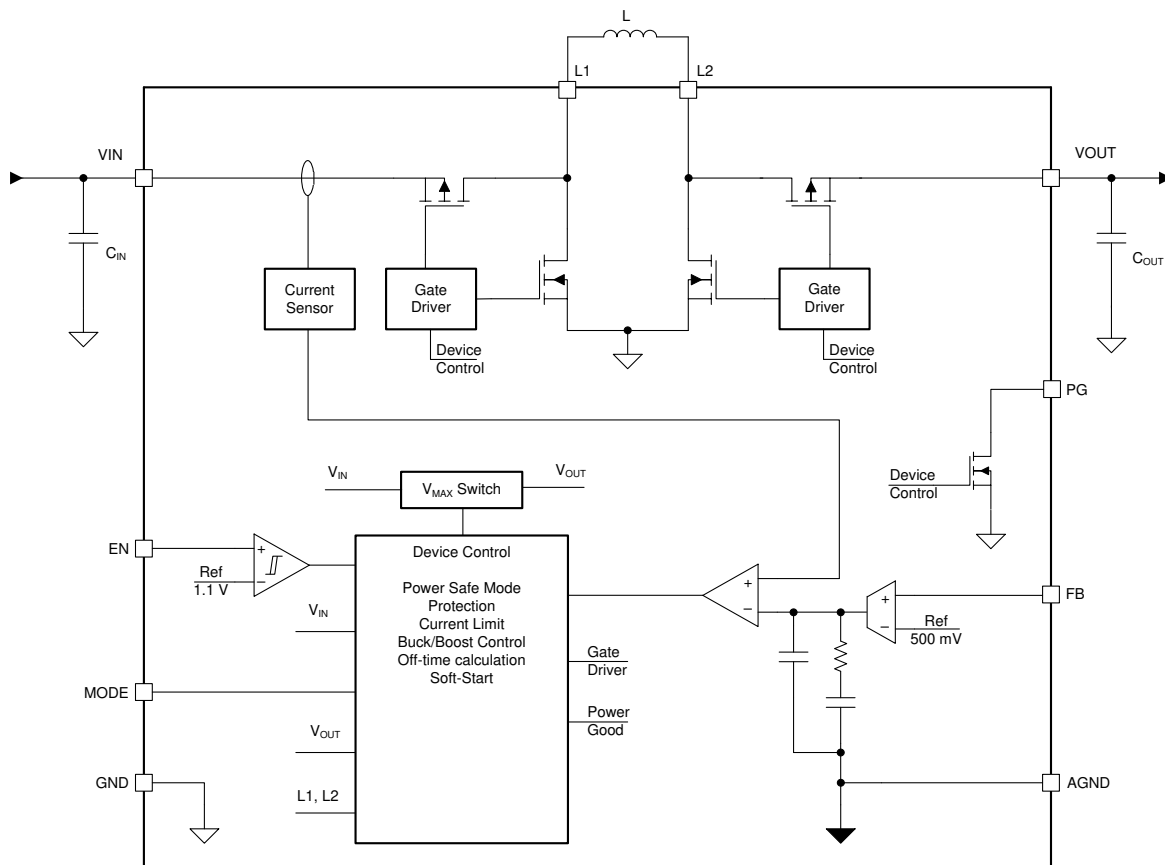 L
L1
L2
VIN
VOUT
CIN
COUT
Current
Sensor
Gate
Driver
Gate
Driver
Device
Control
Device
Control
PG
Device
Control
VIN
VOUT
VMAX Switch
EN
Ref
1.1 V
+
−
Device Control
Power Safe Mode
Protection
Current Limit
Buck/Boost Control
Off-time calculation
Soft-Start
VIN
MODE
VOUT
GND
L1, L2
Gate
Driver
Power
Good
+
−
+
−
Ref
500 mV
FB
AGND